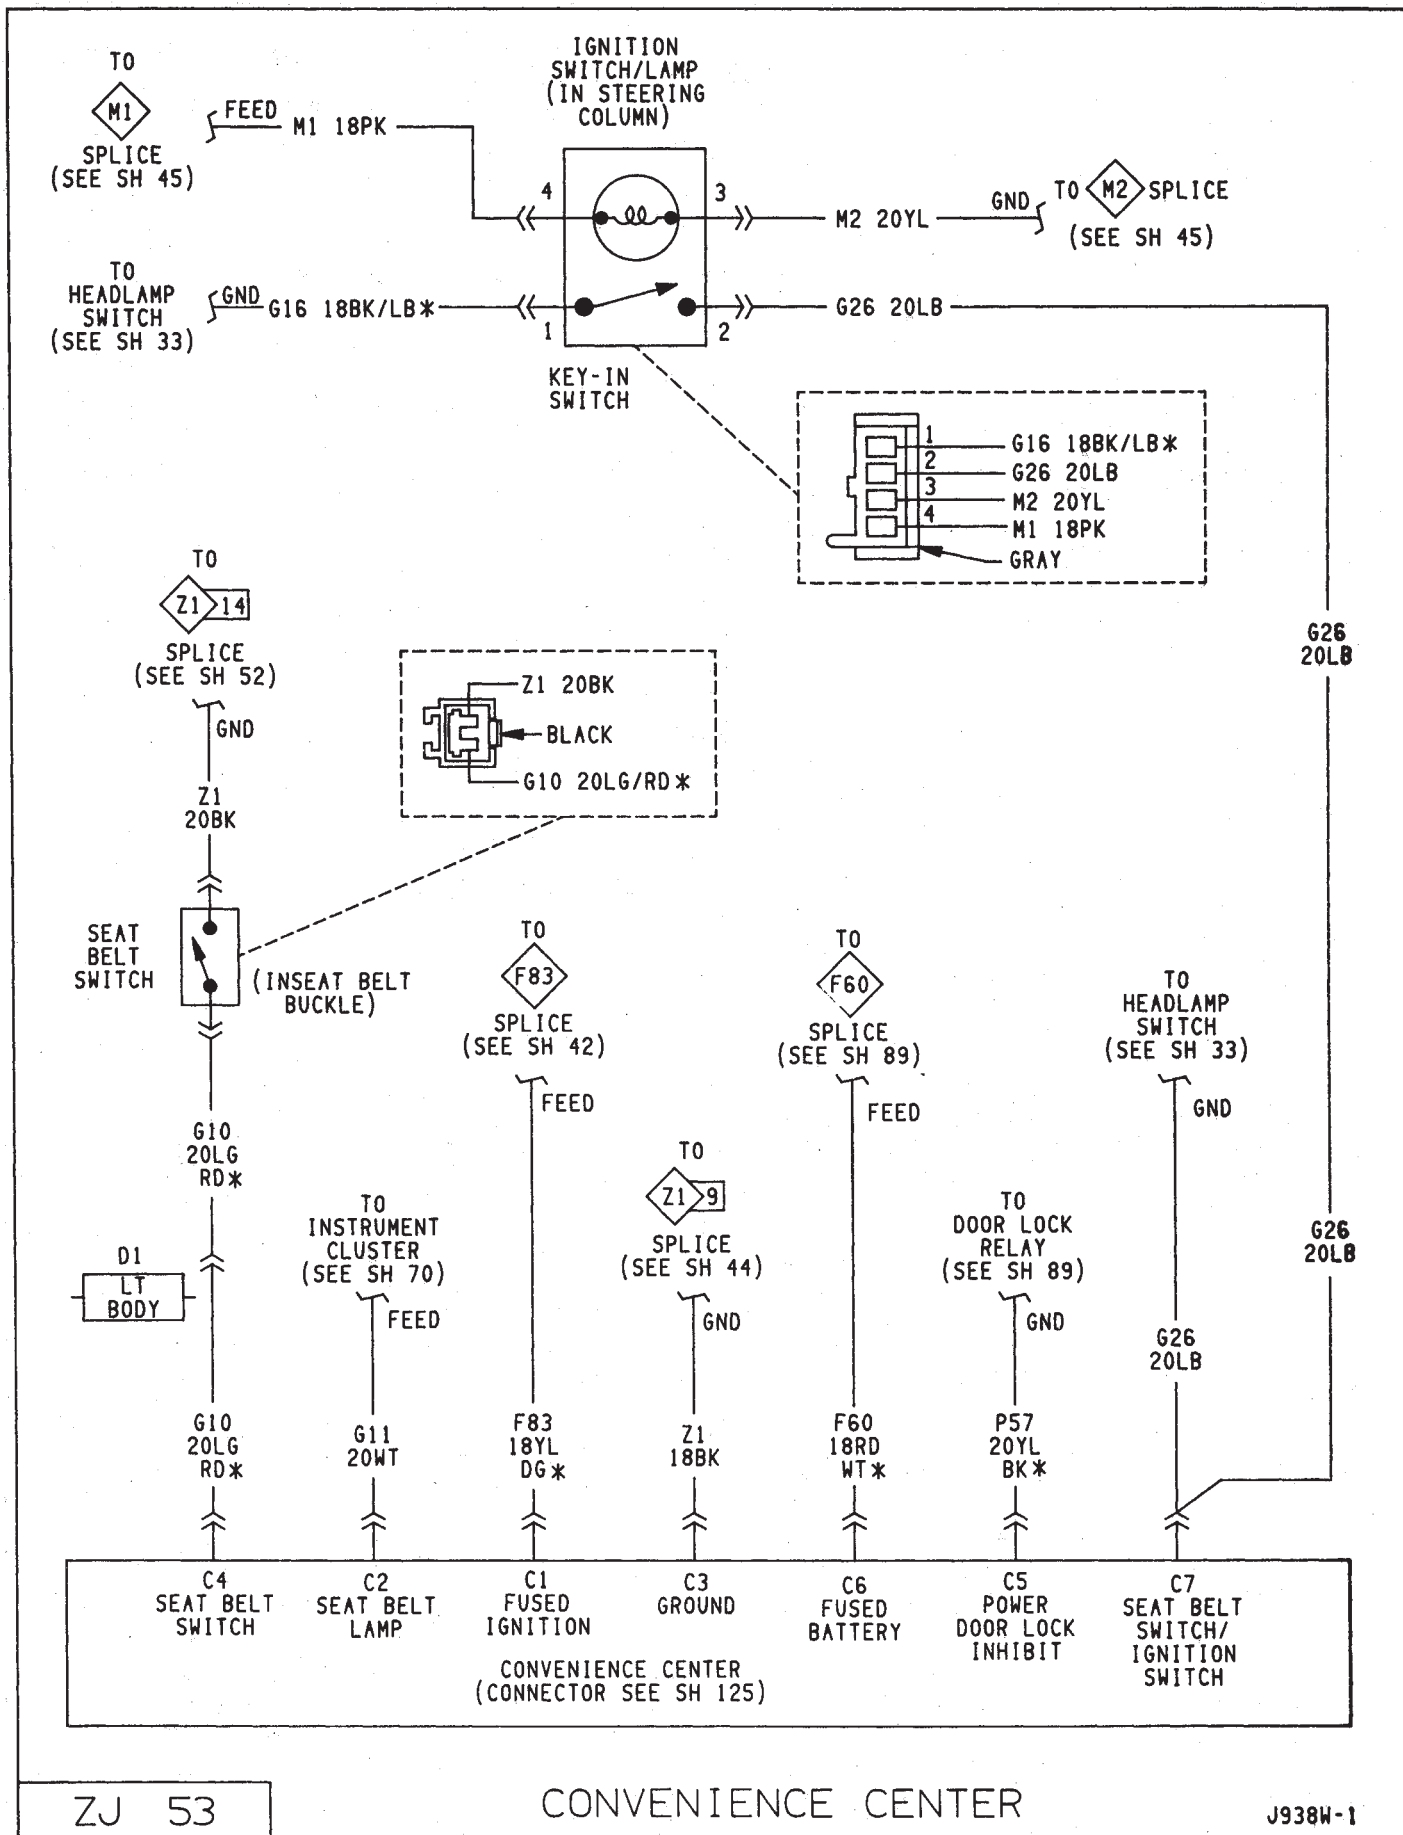 TO
M1
SPLICE
(SEE SH 45)
FEED
M1 18PK
IGNITION
SWITCH/LAMP
(IN STEERING
COLUMN)
4
3
M2 20YL
GND
TO M2 SPLICE
(SEE SH 45)
TO
HEADLAMP
SWITCH
(SEE SH 33)
GND
G16 18BK/LB*
1
2
G26 20LB
KEY-IN
SWITCH
1
G16 18BK/LB*
2
G26 20LB
3
M2 20YL
4
M1 18PK
GRAY
G26
20LB
TO
Z1 14
SPLICE
(SEE SH 52)
GND
Z1
20BK
Z1 20BK
BLACK
G10 20LG/RD*
SEAT
BELT
SWITCH
(INSEAT BELT
BUCKLE)
G10
20LG
RD*
D1
LT
BODY
G10
20LG
RD*
TO
INSTRUMENT
CLUSTER
(SEE SH 70)
FEED
G11
20WT
TO
F83
SPLICE
(SEE SH 42)
FEED
F83
18YL
DG*
TO
Z1 9
SPLICE
(SEE SH 44)
GND
Z1
18BK
TO
F60
SPLICE
(SEE SH 89)
FEED
F60
18RD
WT*
TO
DOOR LOCK
RELAY
(SEE SH 89)
GND
P57
20YL
BK*
TO
HEADLAMP
SWITCH
(SEE SH 33)
GND
G26
20LB
G26
20LB
C4
SEAT BELT
SWITCH
C2
SEAT BELT
LAMP
C1
FUSED
IGNITION
C3
GROUND
C6
FUSED
BATTERY
C5
POWER
DOOR LOCK
INHIBIT
C7
SEAT BELT
SWITCH/
IGNITION
SWITCH
CONVENIENCE CENTER
(CONNECTOR SEE SH 125)
ZJ 53
CONVENIENCE CENTER
J938W-1